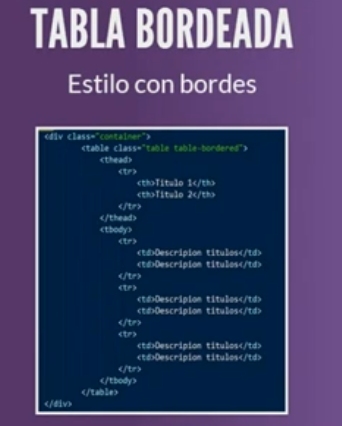 TABLA BORDEADA
Estilo con bordes
<div class="container">
<table class="table table-bordered">
<thead>
<tr>
<th>Titulo 1</th>
<th>Titulo 2</th>
</tr>
</thead>
<tbody>
<tr>
<td>Descripion titulos</td>
<td>Descripion titulos</td>
</tr>
<tr>
<td>Descripion titulos</td>
<td>Descripion titulos</td>
</tr>
<tr>
<td>Descripion titulos</td>
<td>Descripion titulos</td>
</tr>
</tbody>
</table>
</div>